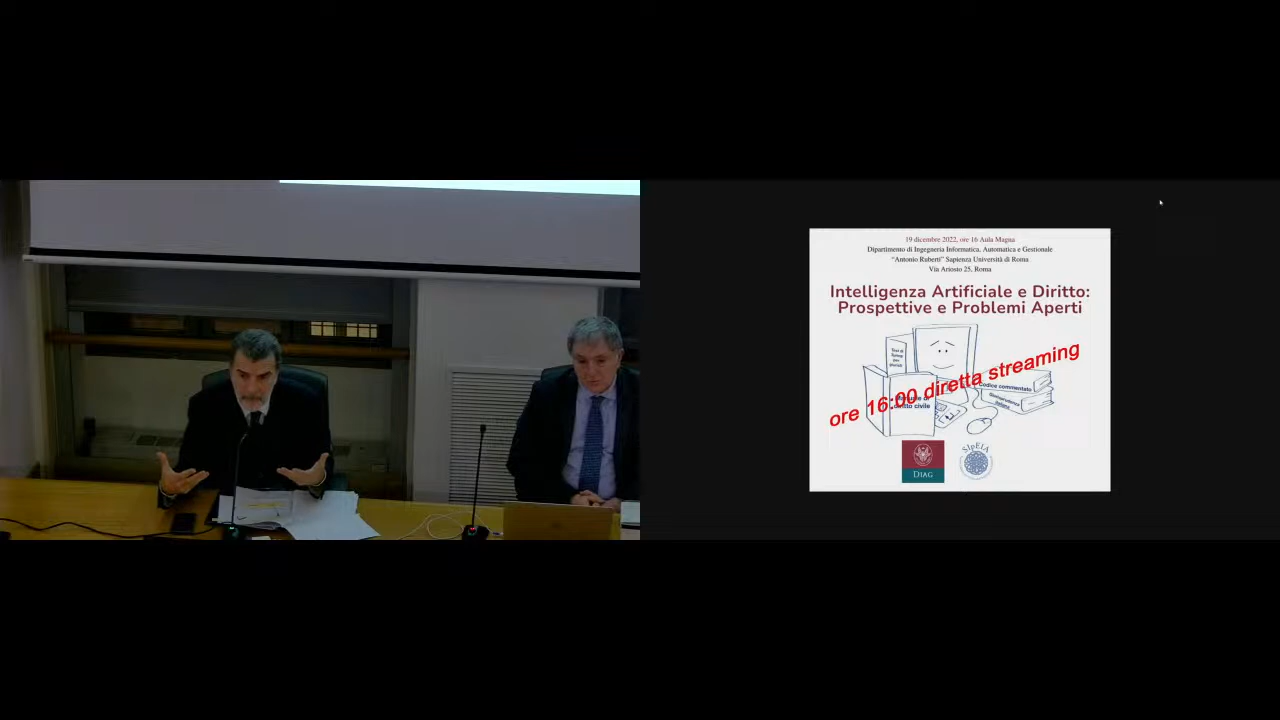 19 dicembre 2022, ore 16 Aula Magna
Dipartimento di Ingegneria Informatica, Automatica e Gestionale
“Antonio Ruberti” Sapienza Università di Roma
Via Ariosto 25, Roma
Intelligenza Artificiale e Diritto:
Prospettive e Problemi Aperti
ore 16:00 diretta streaming
Codice commentato
diritto civile
DIAG
SIpEIA